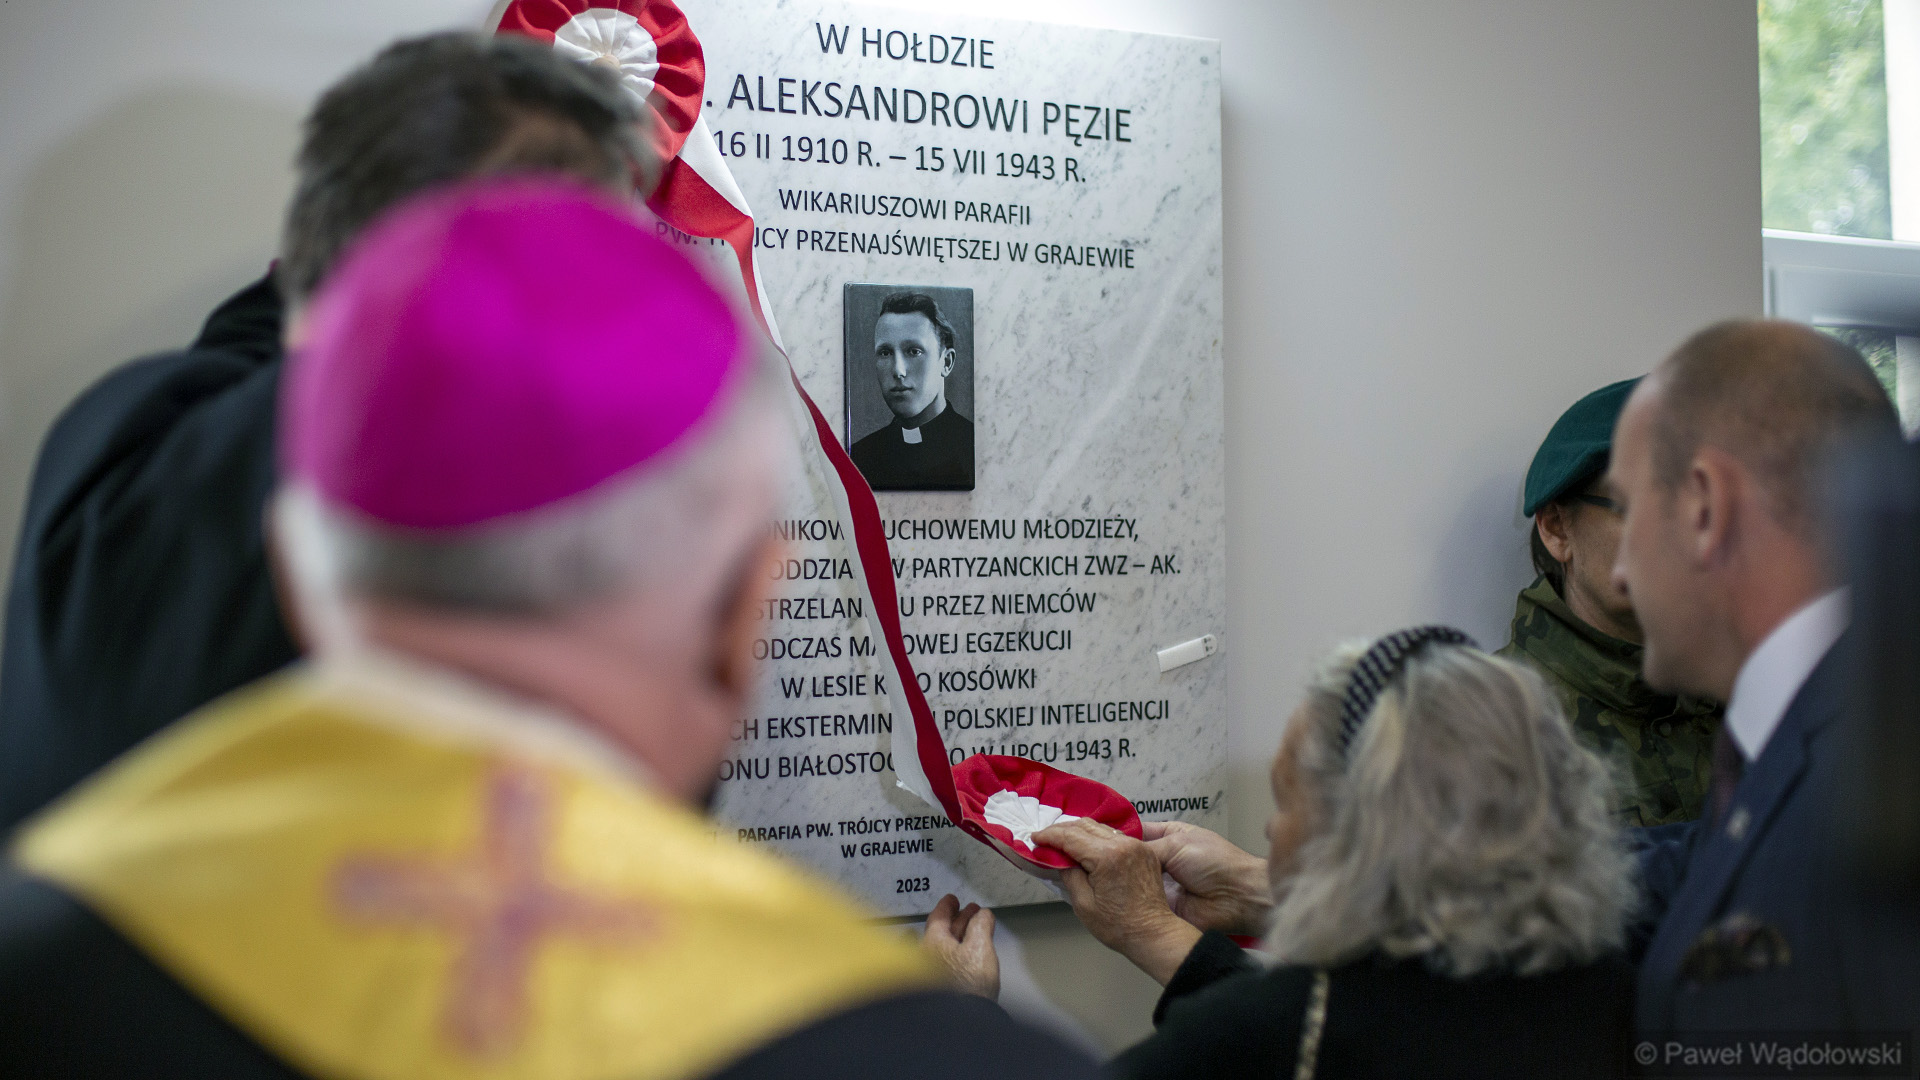 W HOŁDZIE
. ALEKSANDROWI PĘZIE
16 II 1910 R. – 15 VII 1943 R.
WIKARIUSZOWI PARAFII
PW. PRZENAJŚWIĘTSZEJ W GRAJEWIE
MŁODZIEŻY,
PARTYZANCKICH ZWZ – AK.
PRZEZ NIEMCÓW
EGZEKUCJI
W LESIE KOSÓWKI
POLSKIEJ INTELIGENCJI
W LIPCU 1943 R.
PARAFIA PW. TRÓJCY
W GRAJEWIE
2023
© Paweł Wądołowski